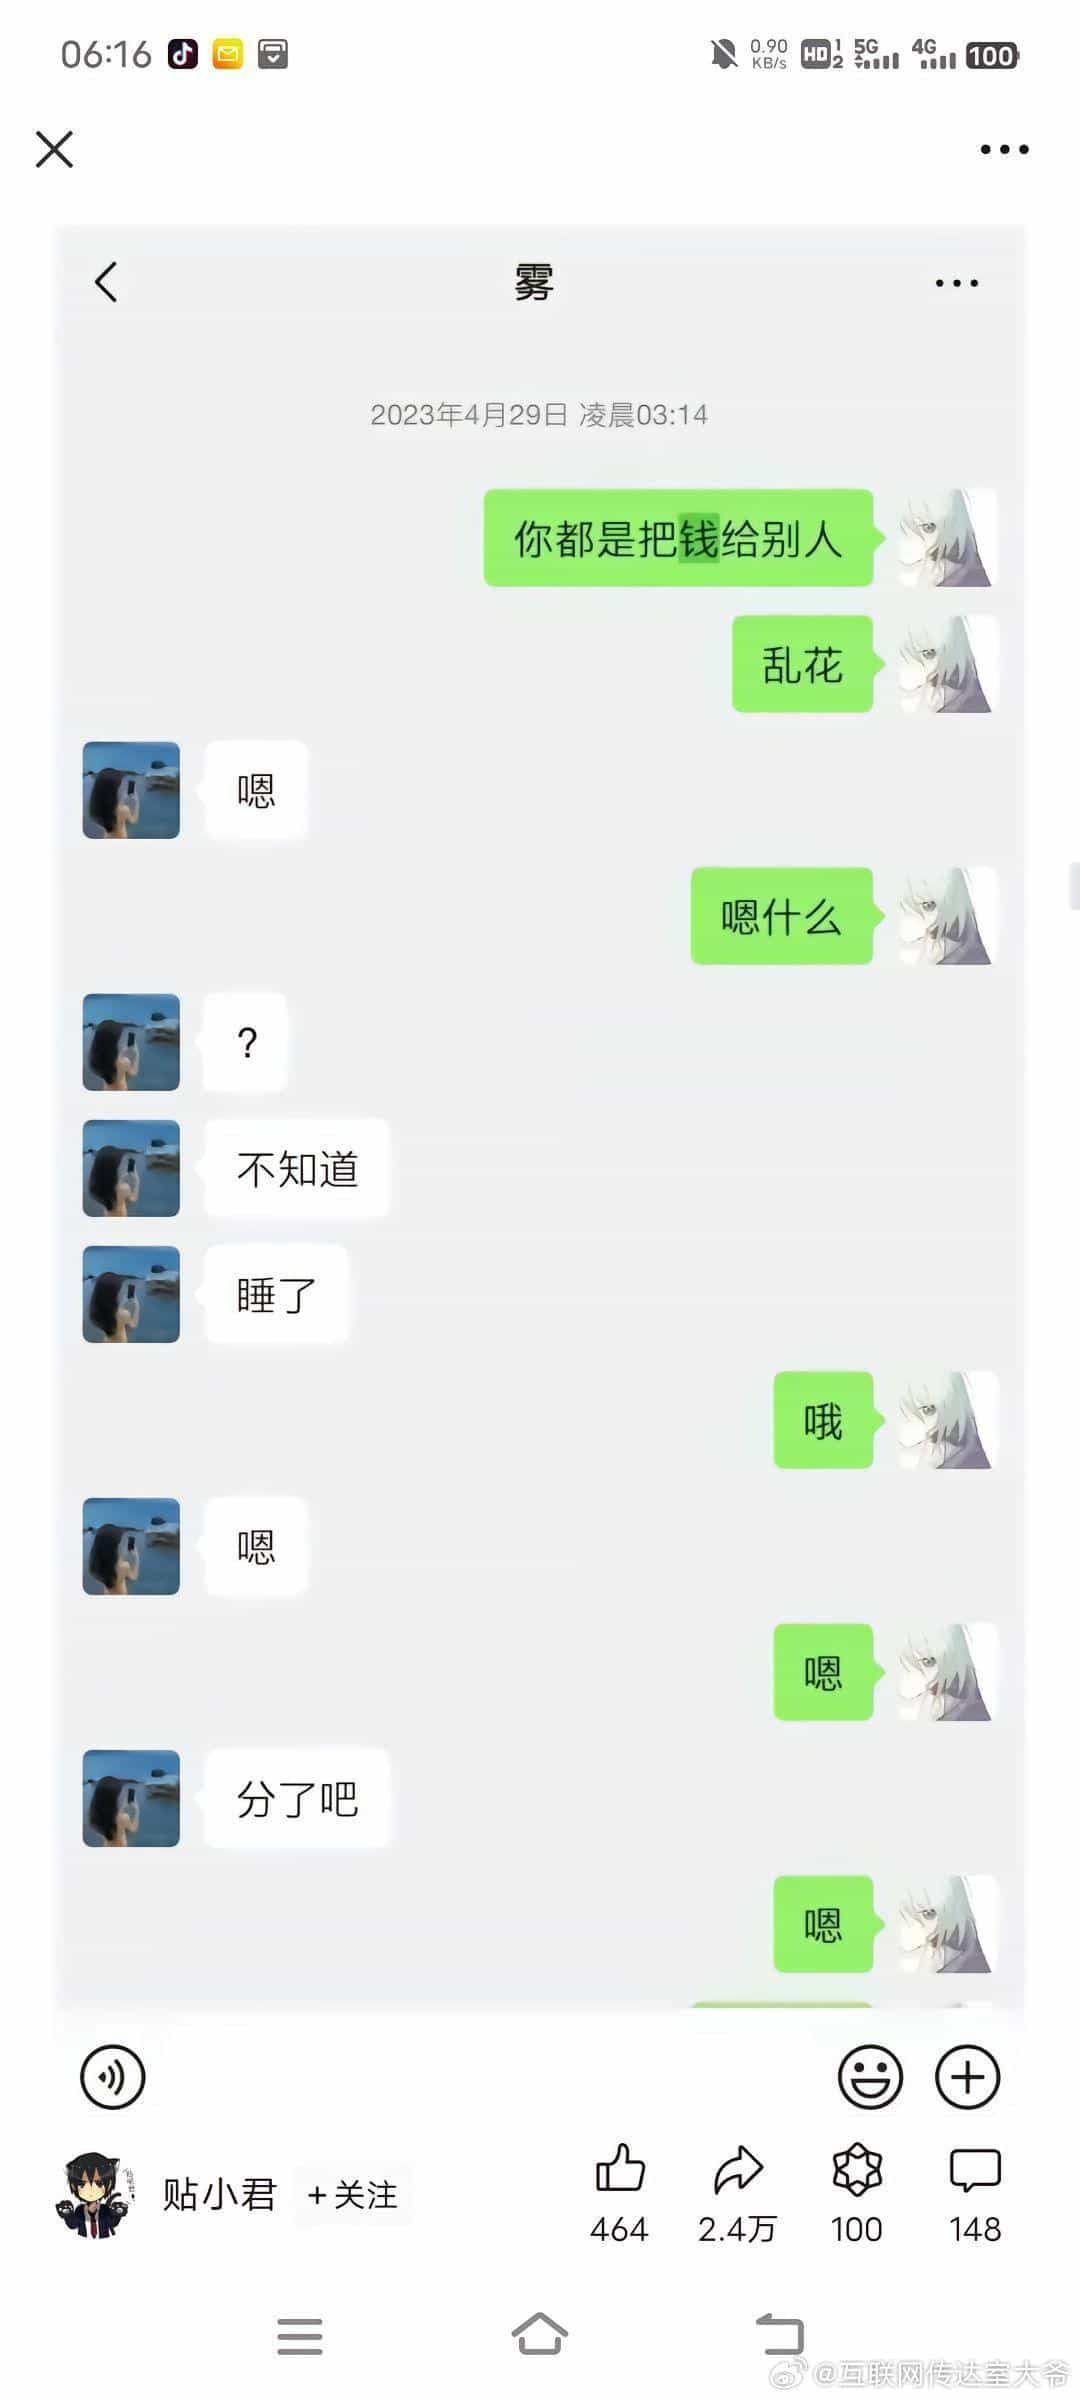 06:16
0.90 KB/s HD 1 2 5G 4G 100
雾
2023年4月29日 凌晨03:14
你都是把钱给别人
乱花
嗯
嗯什么
?
不知道
睡了
哦
嗯
嗯
分了吧
嗯
贴小君 +关注
464 2.4万 100 148
@互联网传达室大爷